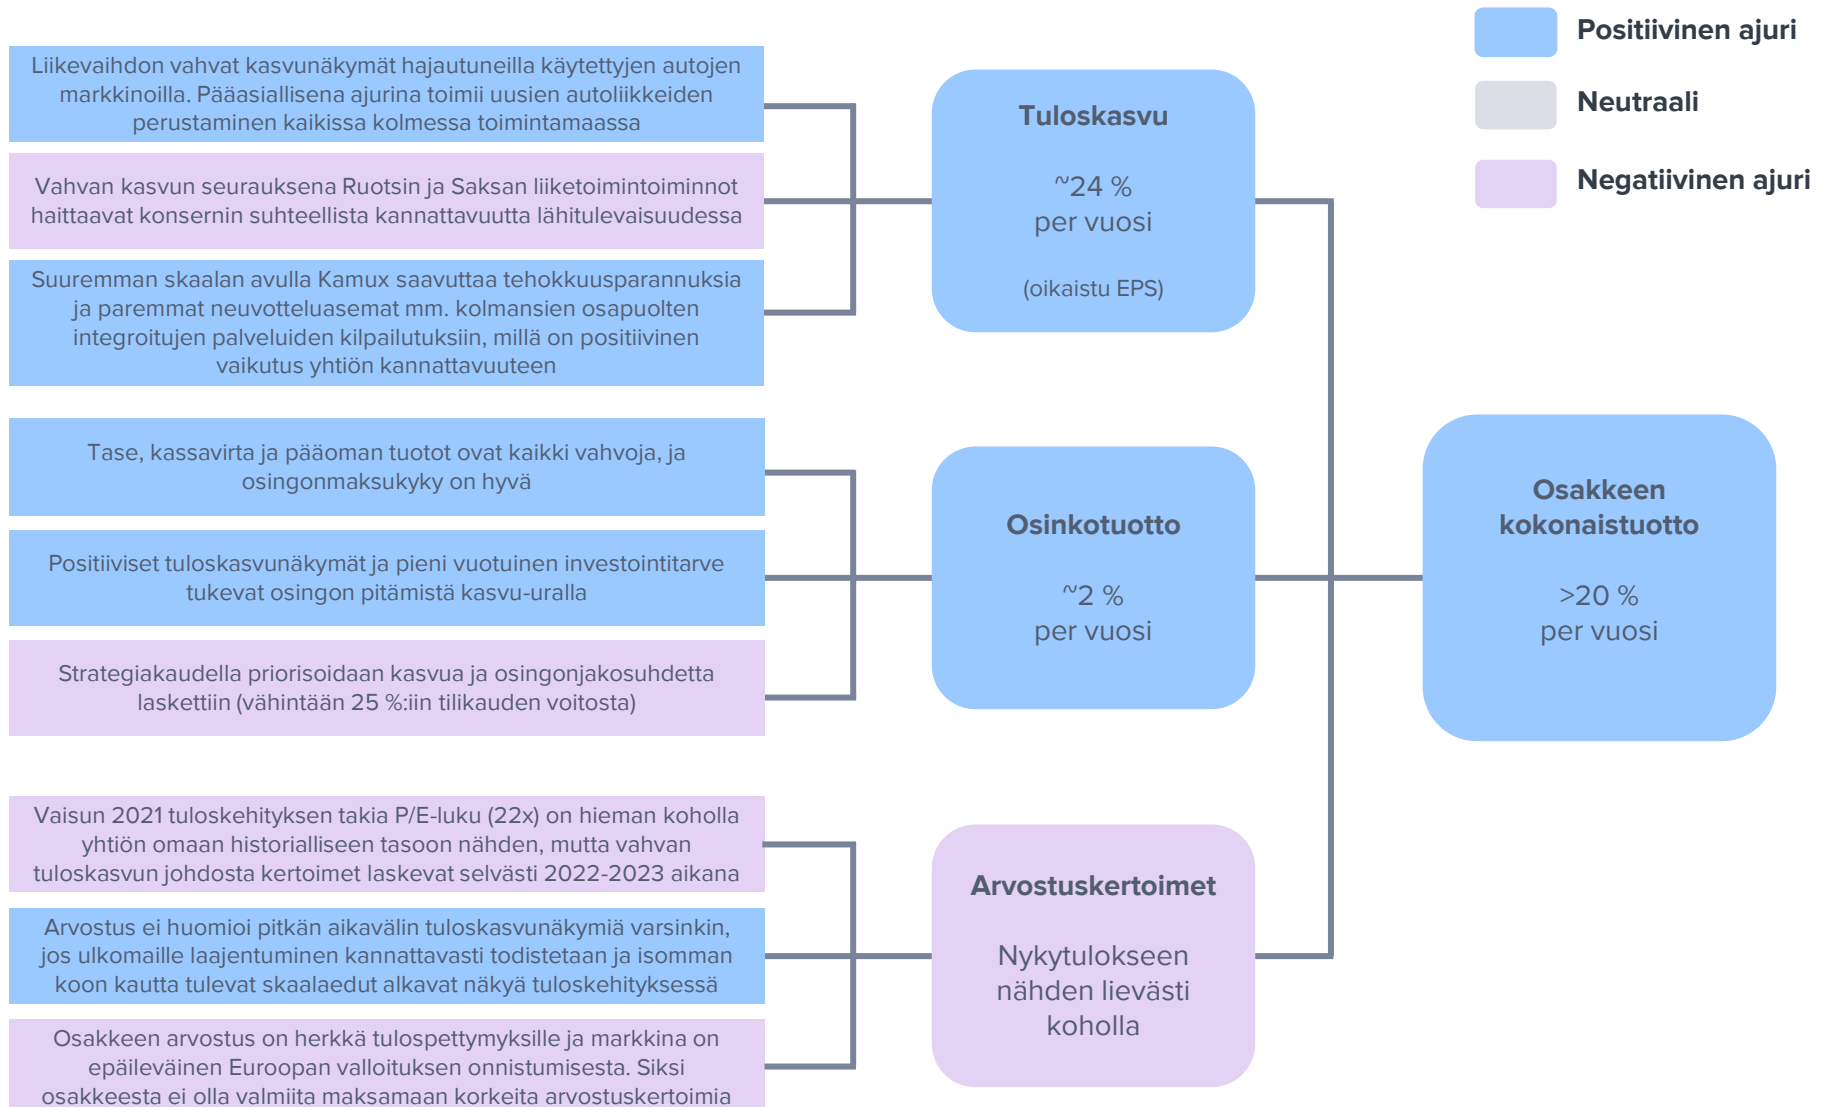 Positiivinen ajuri
Neutraali
Negatiivinen ajuri
Liikevaihdon vahvat kasvunäkymät hajautuneilla käytettyjen autojen
markkinoilla. Pääasiallisena ajurina toimii uusien autoliikkeiden
perustaminen kaikissa kolmessa toimintamaassa
Vahvan kasvun seurauksena Ruotsin ja Saksan liiketoimintoiminnot
haittaavat konsernin suhteellista kannattavuutta lähitulevaisuudessa
Suuremman skaalan avulla Kamux saavuttaa tehokkuusparannuksia
ja paremmat neuvotteluasemat mm. kolmansien osapuolten
integroitujen palveluiden kilpailutuksiin, millä on positiivinen
vaikutus yhtiön kannattavuuteen
Tuloskasvu
~24 %
per vuosi
(oikaistu EPS)
Tase, kassavirta ja pääoman tuotot ovat kaikki vahvoja, ja
osingonmaksukyky on hyvä
Positiiviset tuloskasvunäkymät ja pieni vuotuinen investointitarve
tukevat osingon pitämistä kasvu-uralla
Strategiakaudella priorisoidaan kasvua ja osingonjakosuhdetta
laskettiin (vähintään 25 %:iin tilikauden voitosta)
Osinkotuotto
~2 %
per vuosi
Vaisun 2021 tuloskehityksen takia P/E-luku (22x) on hieman koholla
yhtiön omaan historialliseen tasoon nähden, mutta vahvan
tuloskasvun johdosta kertoimet laskevat selvästi 2022-2023 aikana
Arvostus ei huomioi pitkän aikavälin tuloskasvunäkymiä varsinkin,
jos ulkomaille laajentuminen kannattavasti todistetaan ja isomman
koon kautta tulevat skaalaedut alkavat näkyä tuloskehityksessä
Osakkeen arvostus on herkkä tulospettymyksille ja markkina on
epäileväinen Euroopan valloituksen onnistumisesta. Siksi
osakkeesta ei olla valmiita maksamaan korkeita arvostuskertoimia
Arvostuskertoimet
Nykytulokseen
nähden lievästi
koholla
Osakkeen
kokonaistuotto
>20 %
per vuosi